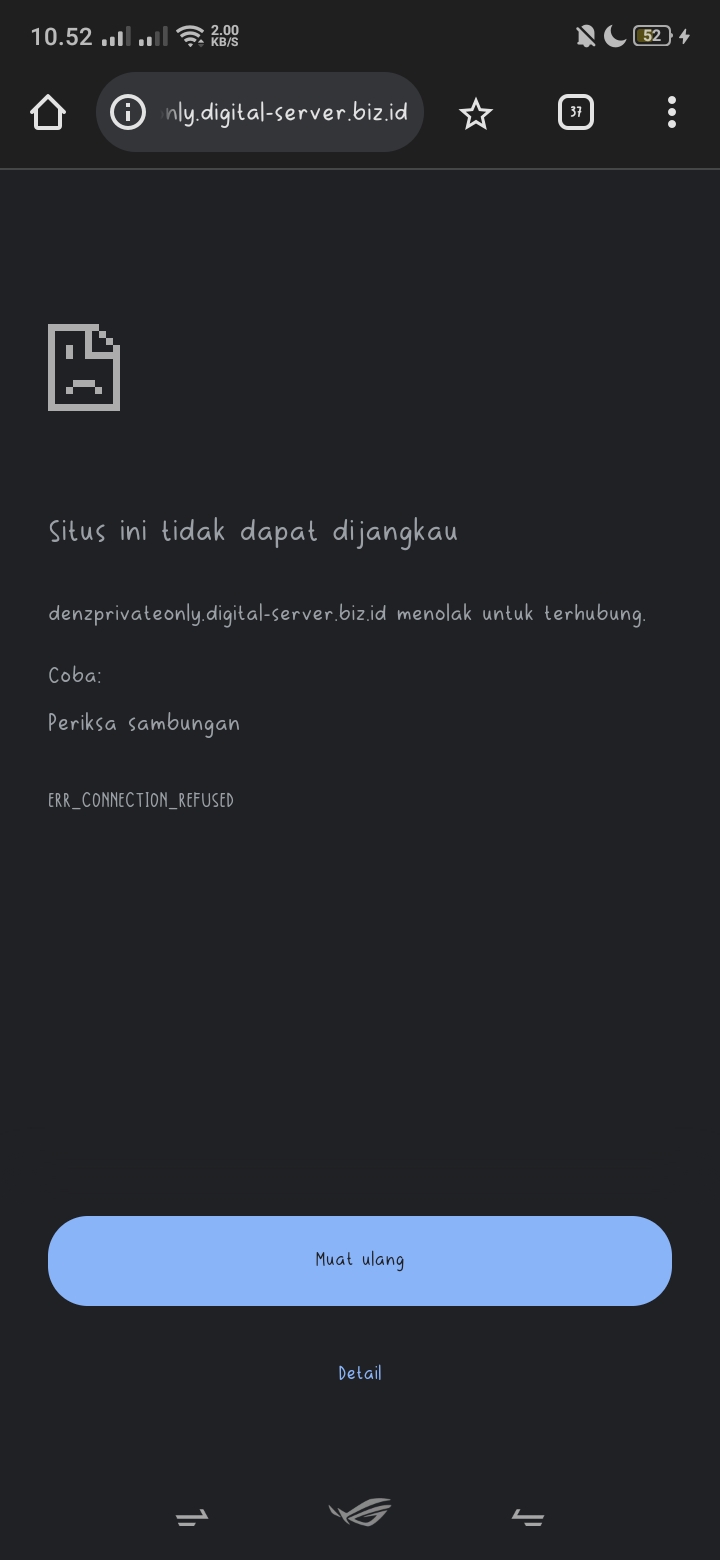 10.52
2.00
KB/S
52
nly.digital-server.biz.id
37
Situs ini tidak dapat dijangkau
denzprivateonly.digital-server.biz.id menolak untuk terhubung.
Coba:
Periksa sambungan
ERR_CONNECTION_REFUSED
Muat ulang
Detail